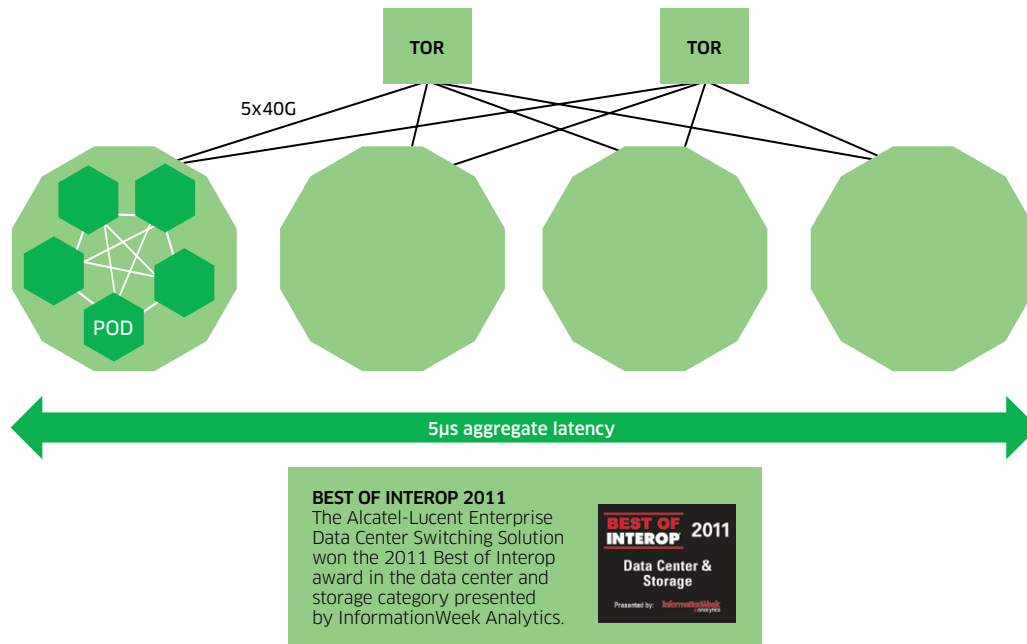 TOR
TOR
5x40G
POD
5µs aggregate latency
BEST OF INTEROP 2011
The Alcatel-Lucent Enterprise
Data Center Switching Solution
won the 2011 Best of Interop
award in the data center and
storage category presented
by InformationWeek Analytics.
BEST OF
INTEROP 2011
Data Center &
Storage
Presented by: InformationWeek
analytics